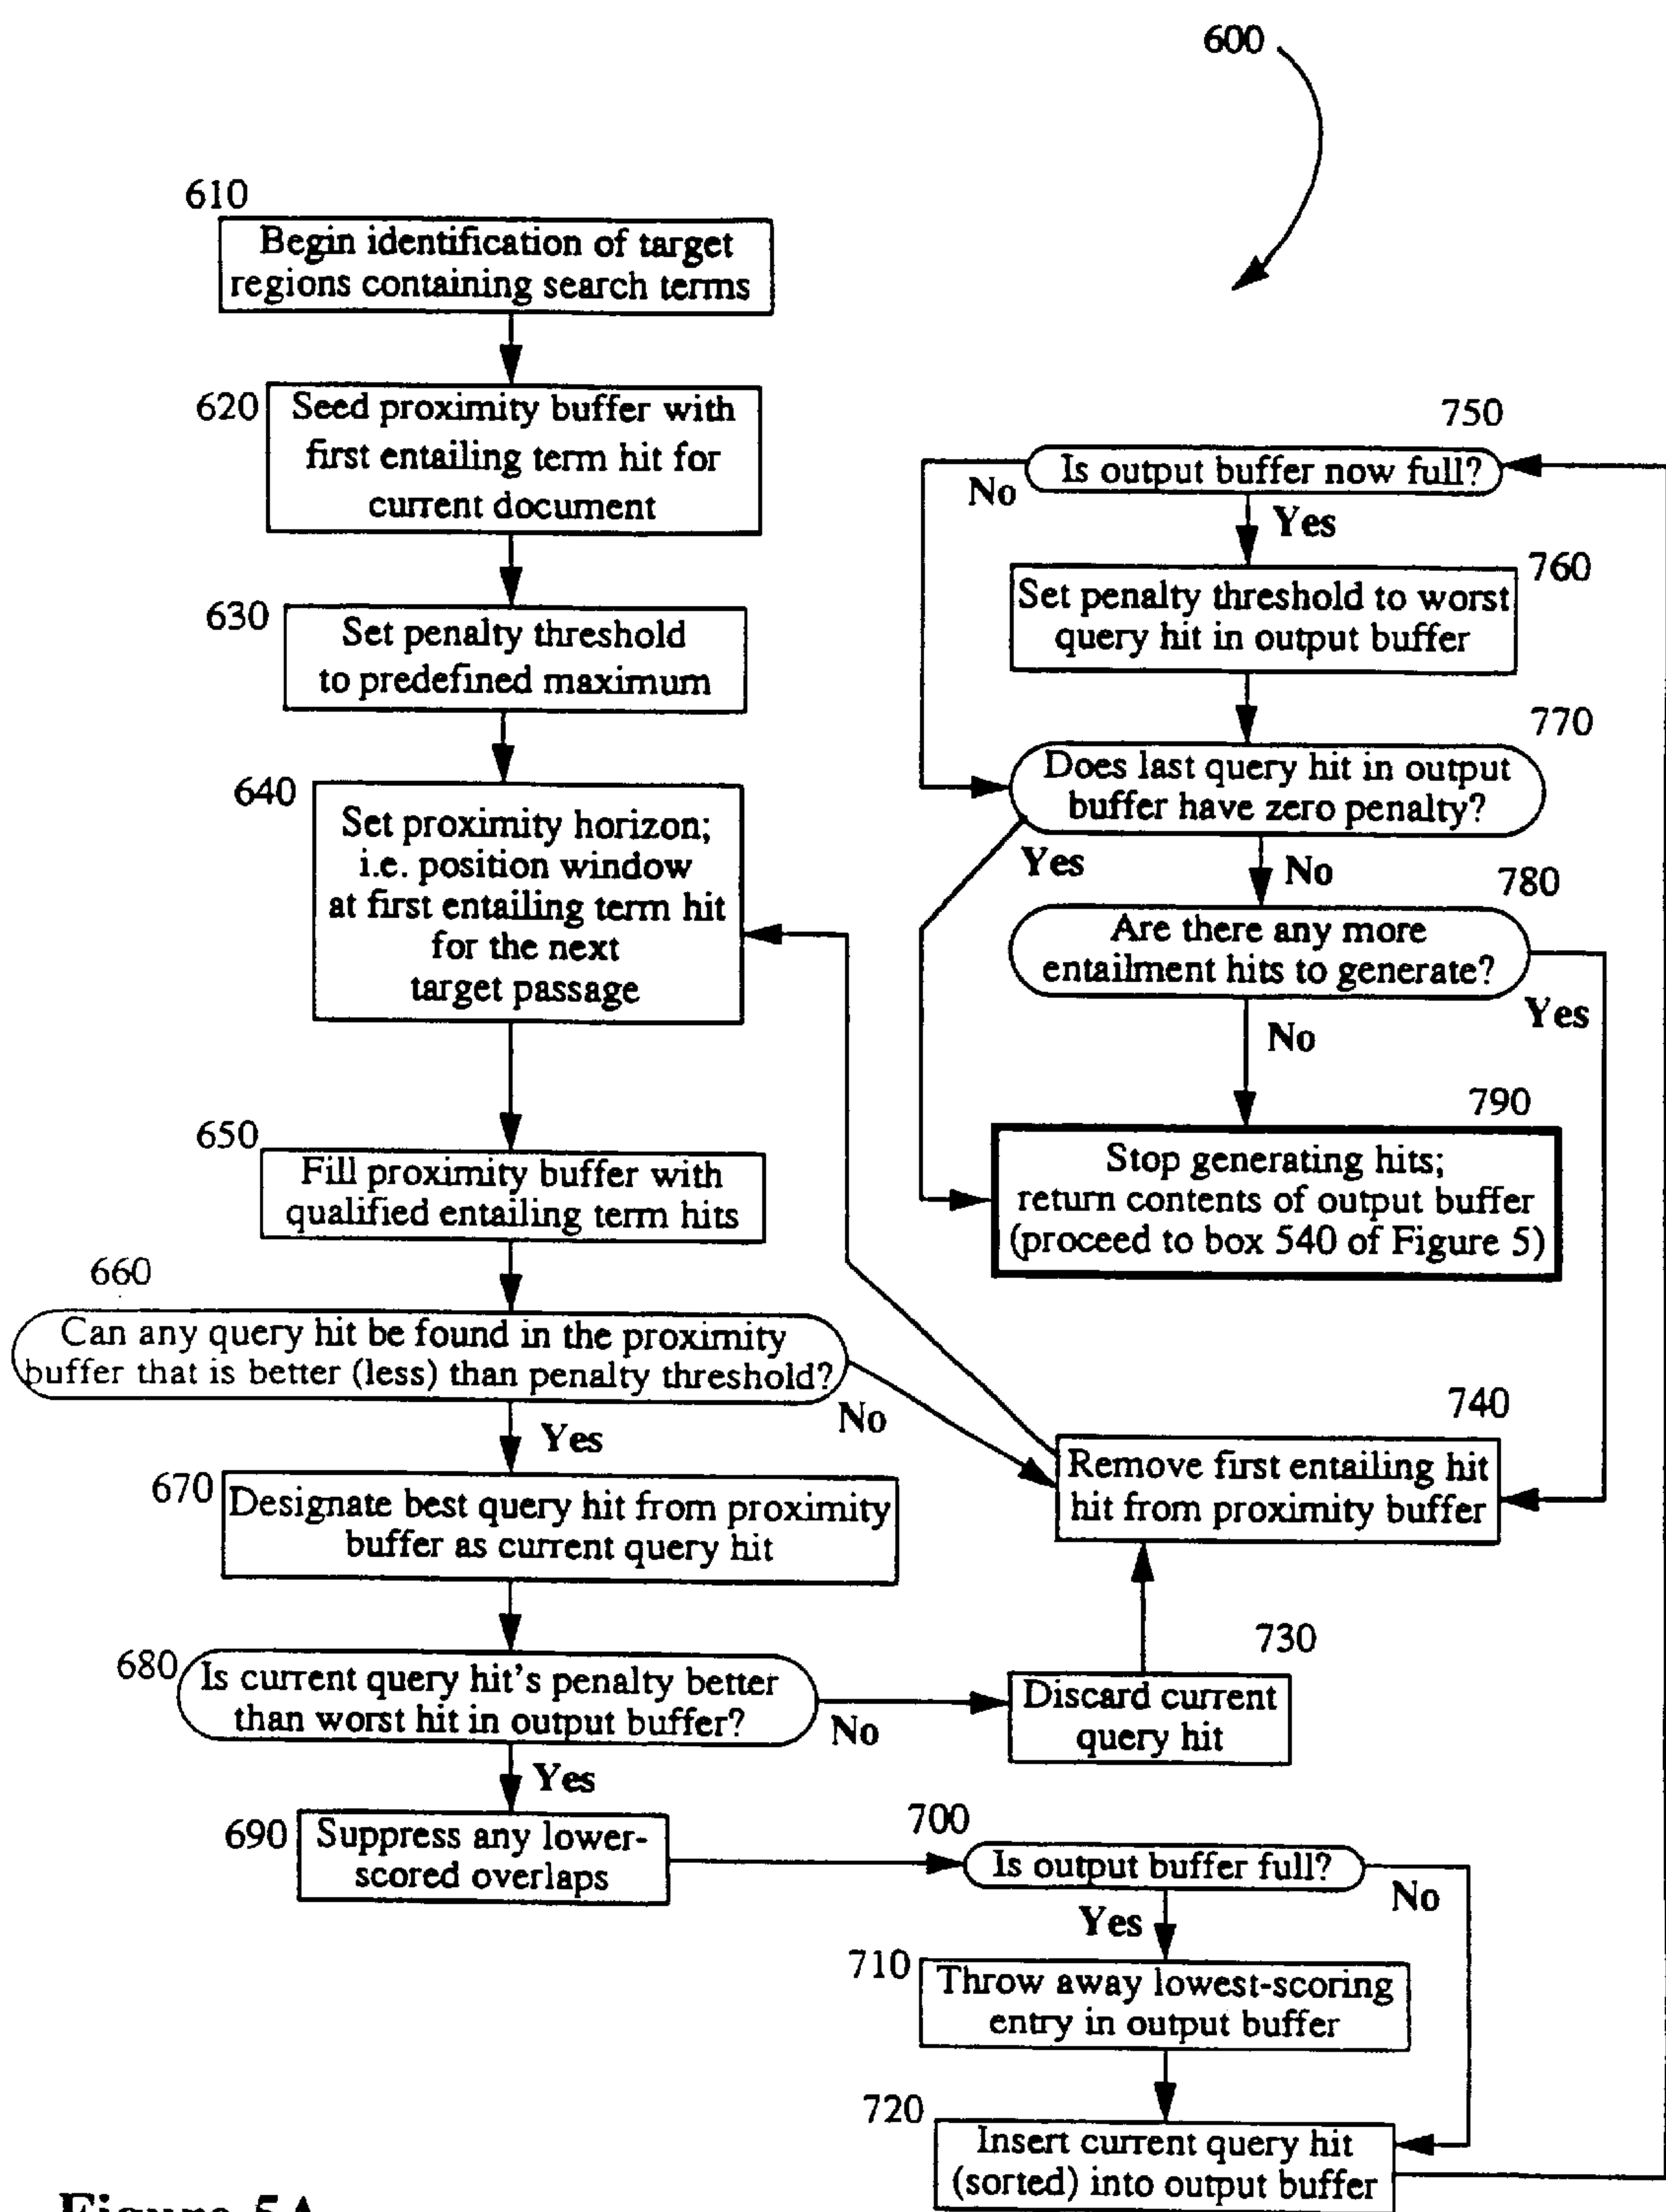 600
610
Begin identification of target
regions containing search terms
620
Seed proximity buffer with
first entailing term hit for
current document
630
Set penalty threshold
to predefined maximum
640
Set proximity horizon;
i.e. position window
at first entailing term hit
for the next
target passage
650
Fill proximity buffer with
qualified entailing term hits
660
Can any query hit be found in the proximity
buffer that is better (less) than penalty threshold?
No
Yes
670
Designate best query hit from proximity
buffer as current query hit
680
Is current query hit's penalty better
than worst hit in output buffer?
No
Yes
690
Suppress any lower-
scored overlaps
700
Is output buffer full?
No
Yes
710
Throw away lowest-scoring
entry in output buffer
720
Insert current query hit
(sorted) into output buffer
730
Discard current
query hit
740
Remove first entailing hit
hit from proximity buffer
750
Is output buffer now full?
No
Yes
760
Set penalty threshold to worst
query hit in output buffer
770
Does last query hit in output
buffer have zero penalty?
Yes
No
780
Are there any more
entailment hits to generate?
Yes
No
790
Stop generating hits;
return contents of output buffer
(proceed to box 540 of Figure 5)
Figure 5A